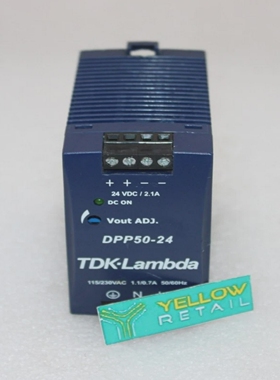 + + − −
24 VDC / 2.1A
DC ON
Vout ADJ.
DPP50-24
TDK-Lambda
115/230VAC 1.1/0.7A 50/60Hz
N
YELLOW
RETAIL